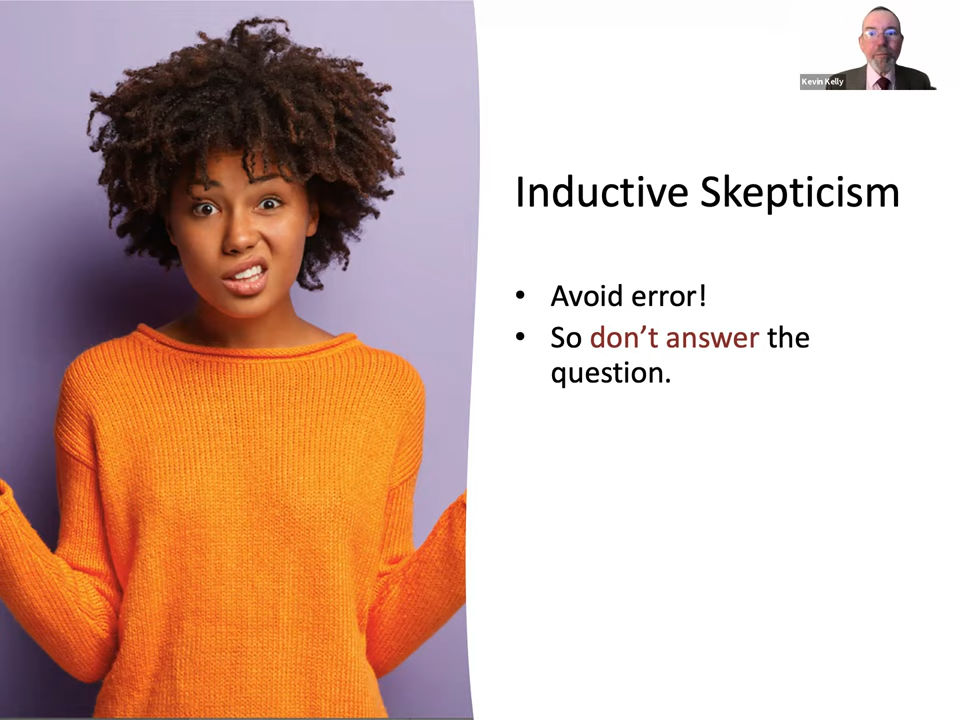 Kevin Kelly
Inductive Skepticism
• Avoid error!
• So don’t answer the
question.